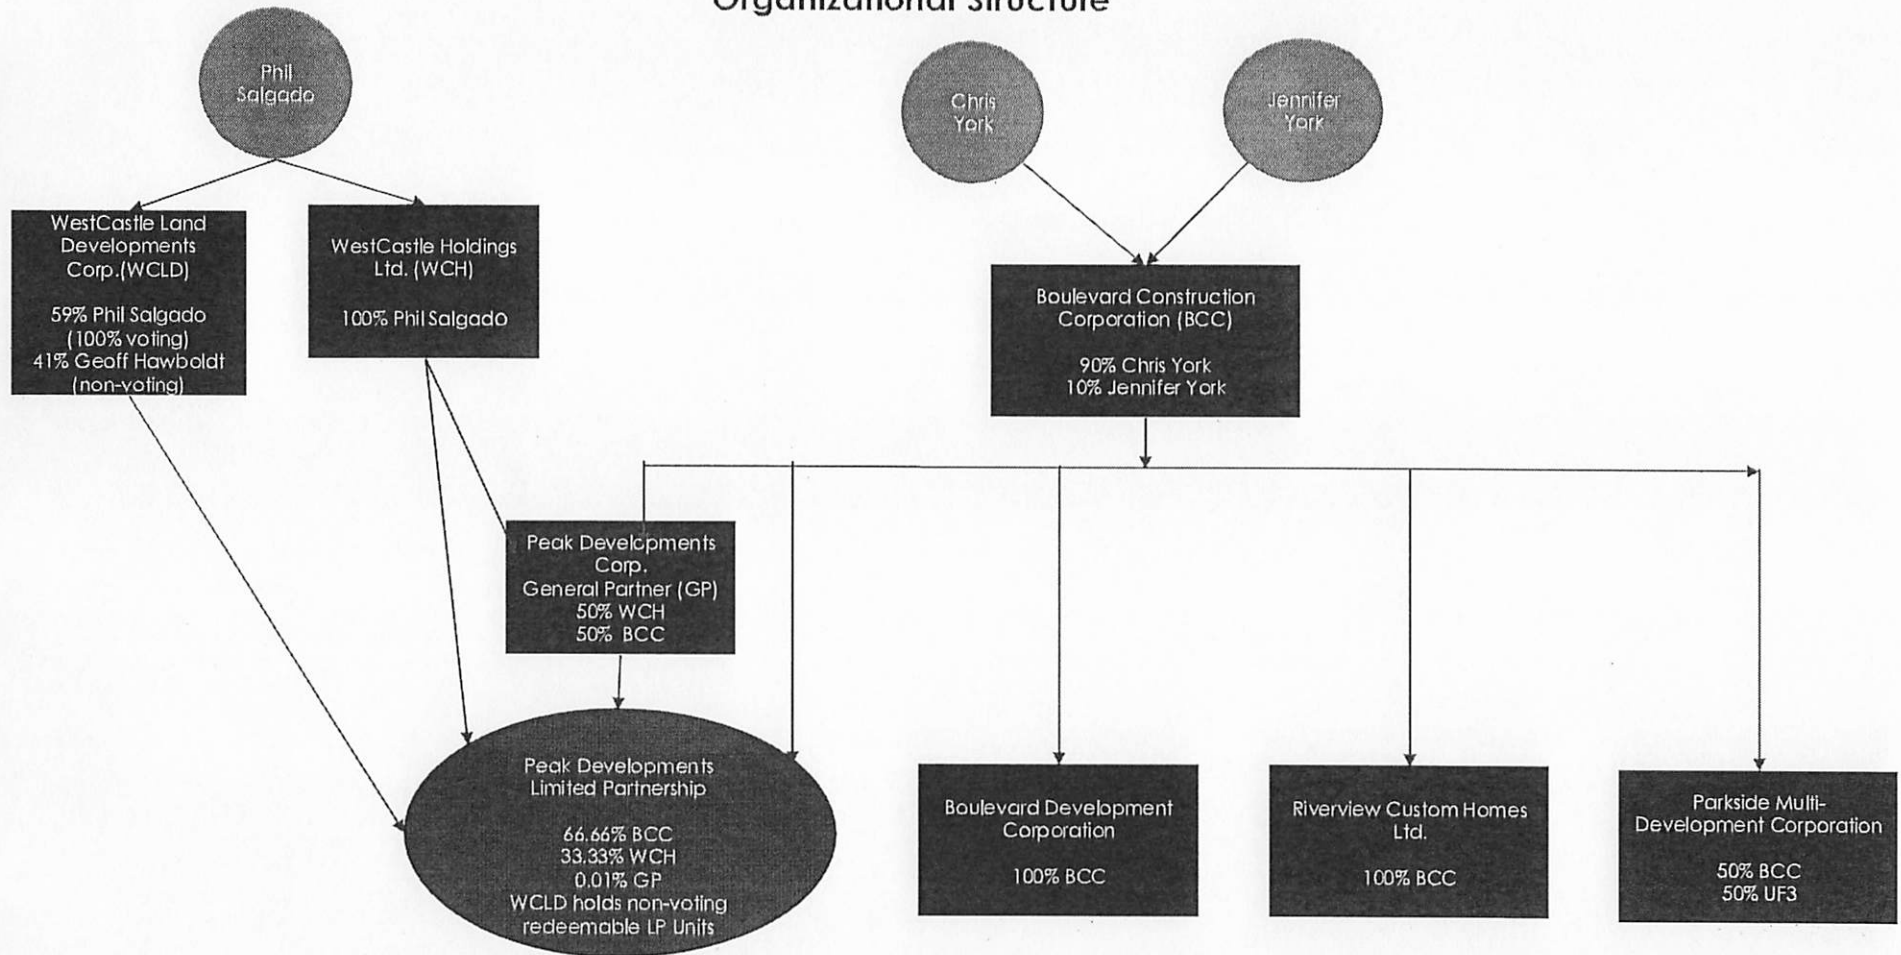 Organizational Structure
Phil
Salgado
Chris
York
Jennifer
York
WestCastle Land
Developments
Corp.(WCLD)
59% Phil Salgado
(100% voting)
41% Geoff Hawboldt
(non-voting)
WestCastle Holdings
Ltd. (WCH)
100% Phil Salgado
Boulevard Construction
Corporation (BCC)
90% Chris York
10% Jennifer York
Peak Developments
Corp.
General Partner (GP)
50% WCH
50% BCC
Peak Developments
Limited Partnership
66.66% BCC
33.33% WCH
0.01% GP
WCLD holds non-voting
redeemable LP Units
Boulevard Development
Corporation
100% BCC
Riverview Custom Homes
Ltd.
100% BCC
Parkside Multi-
Development Corporation
50% BCC
50% UF3